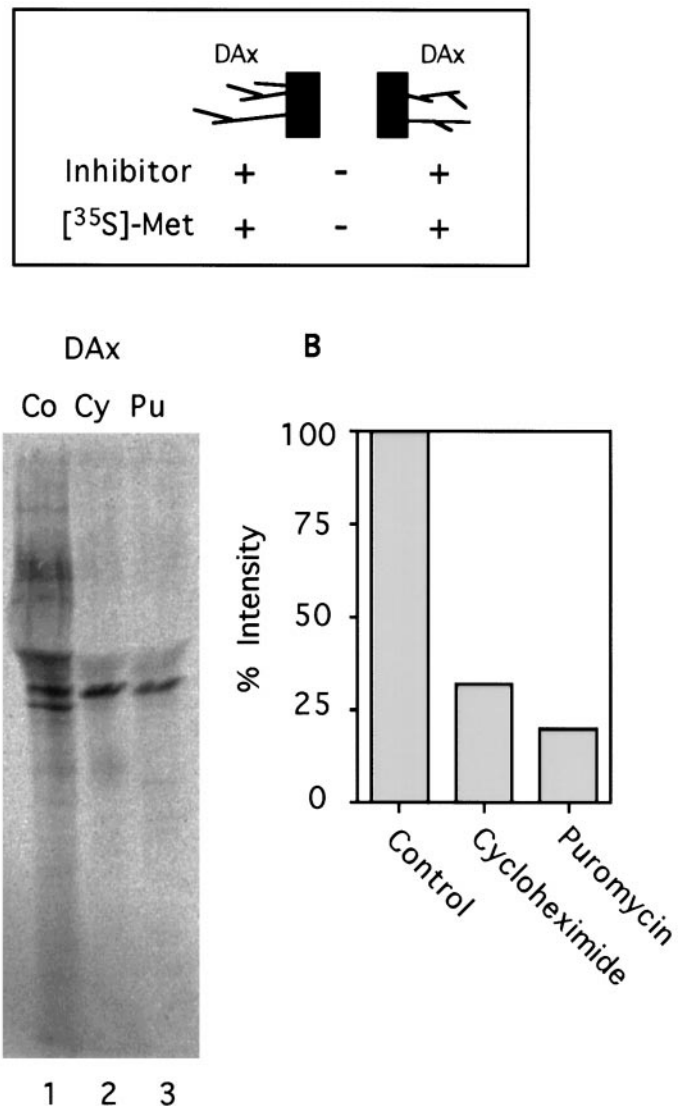 DAx DAx
Inhibitor + - +
[35S]-Met + - +
DAx
Co Cy Pu
1 2 3
B
% Intensity
100
75
50
25
0
Control
Cycloheximide
Puromycin